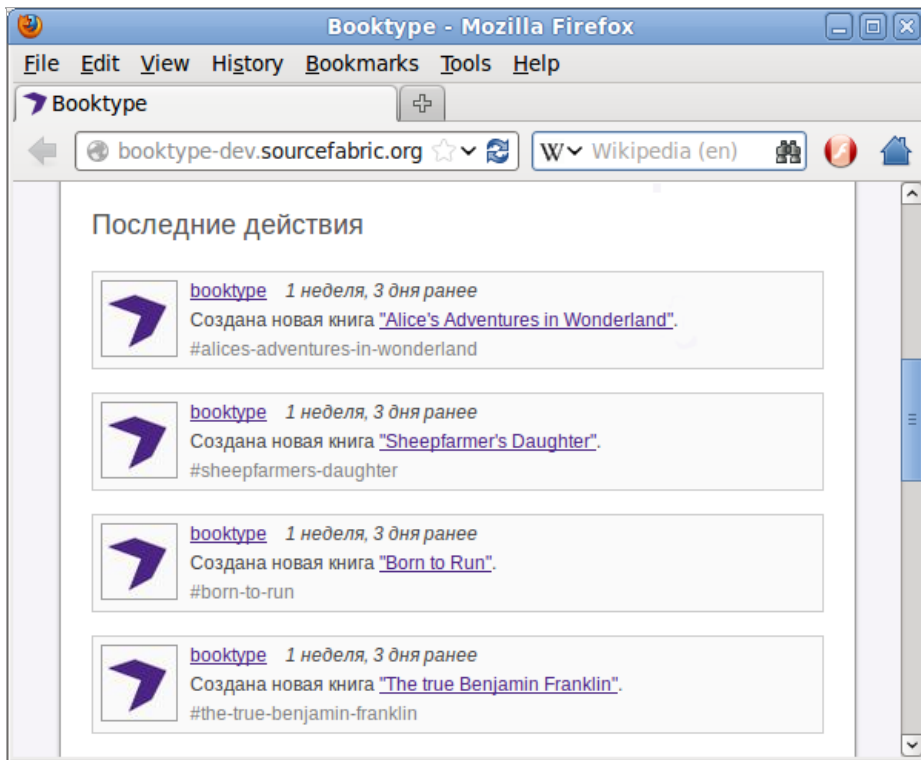 Booktype - Mozilla Firefox
File Edit View History Bookmarks Tools Help
Booktype
booktype-dev.sourcefabric.org W Wikipedia (en)
Последние действия
booktype 1 неделя, 3 дня ранее
Создана новая книга "Alice's Adventures in Wonderland".
#alices-adventures-in-wonderland
booktype 1 неделя, 3 дня ранее
Создана новая книга "Sheepfarmer's Daughter".
#sheepfarmers-daughter
booktype 1 неделя, 3 дня ранее
Создана новая книга "Born to Run".
#born-to-run
booktype 1 неделя, 3 дня ранее
Создана новая книга "The true Benjamin Franklin".
#the-true-benjamin-franklin